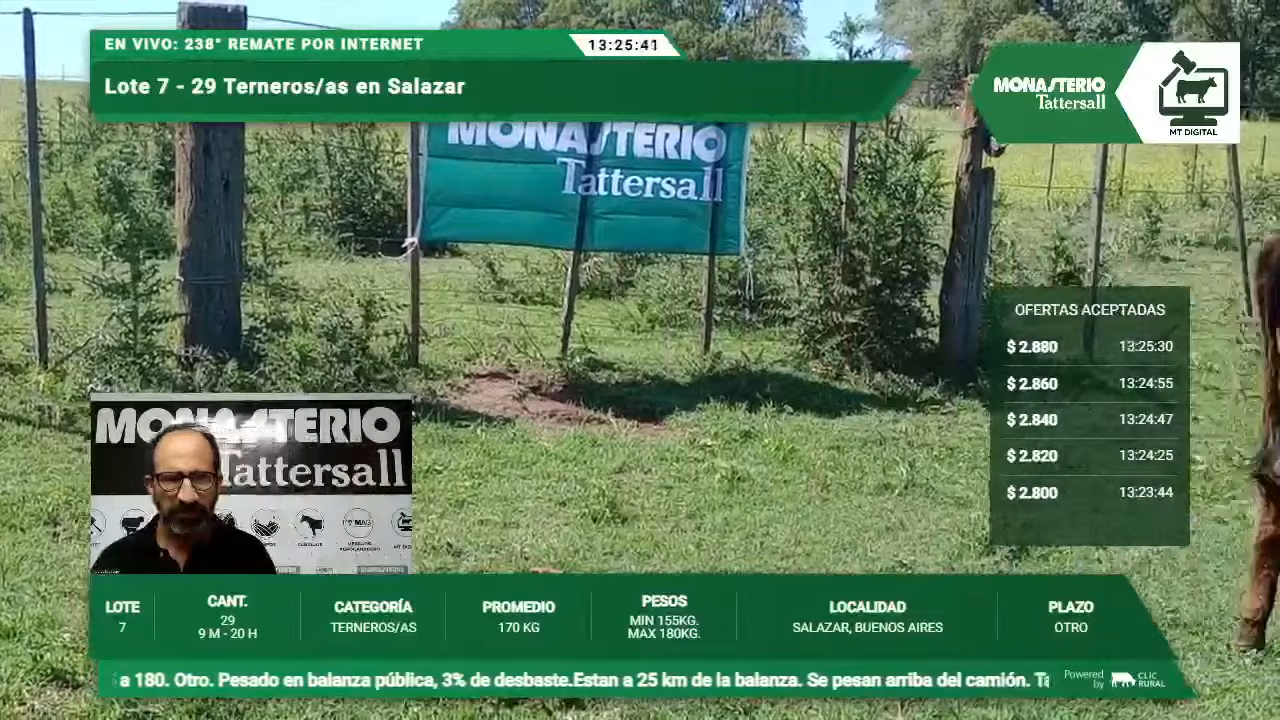 EN VIVO: 238° REMATE POR INTERNET
13:25:41
Lote 7 - 29 Terneros/as en Salazar
MONASTERIO
Tattersall
MT DIGITAL
MONASTERIO
Tattersall
OFERTAS ACEPTADAS
$ 2.880 13:25:30
$ 2.860 13:24:55
$ 2.840 13:24:47
$ 2.820 13:24:25
$ 2.800 13:23:44
MONASTERIO
Tattersall
LOTE CANT. CATEGORÍA PROMEDIO PESOS LOCALIDAD PLAZO
7 29 TERNEROS/AS 170 KG MIN 155KG. SALAZAR, BUENOS AIRES OTRO
9 M - 20 H MAX 180KG.
a 180. Otro. Pesado en balanza pública, 3% de desbaste.Estan a 25 km de la balanza. Se pesan arriba del camión.
Powered by CLIC RURAL